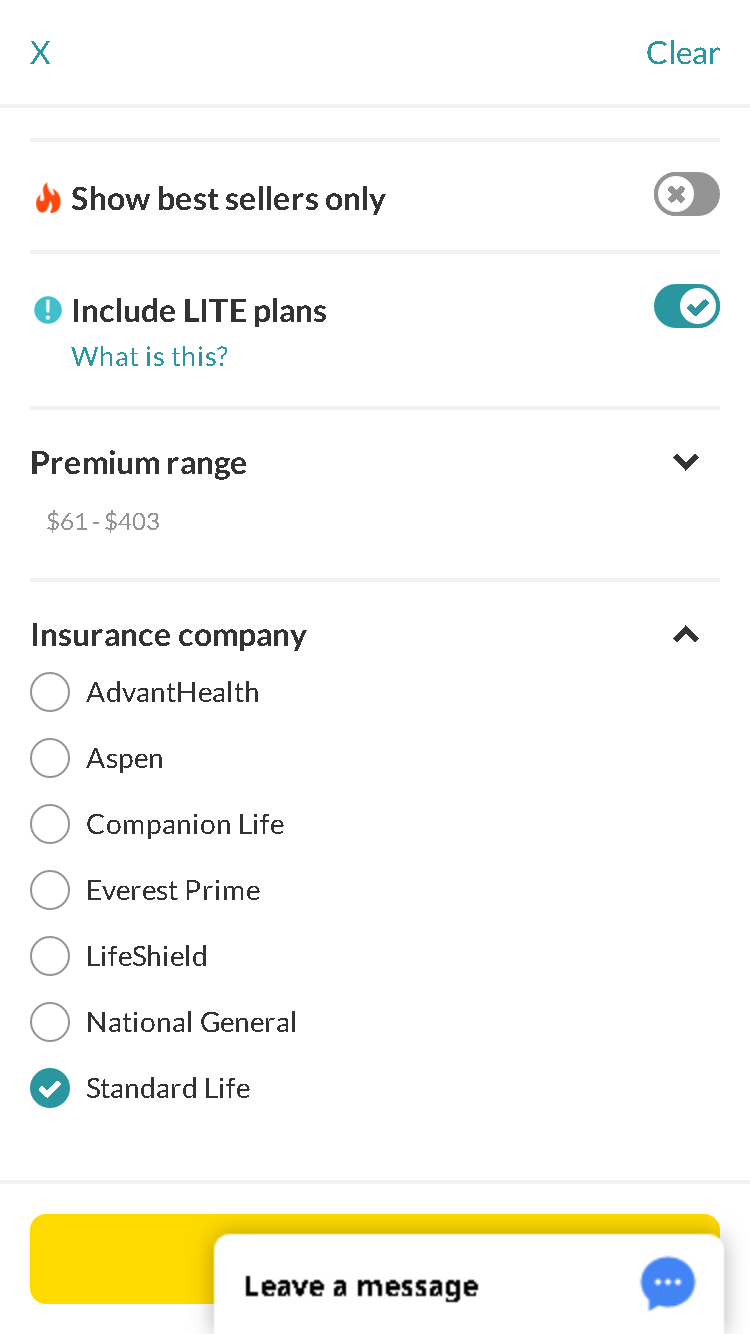 X
Clear
Show best sellers only
Include LITE plans
What is this?
Premium range
$61 - $403
Insurance company
AdvantHealth
Aspen
Companion Life
Everest Prime
LifeShield
National General
Standard Life
Leave a message